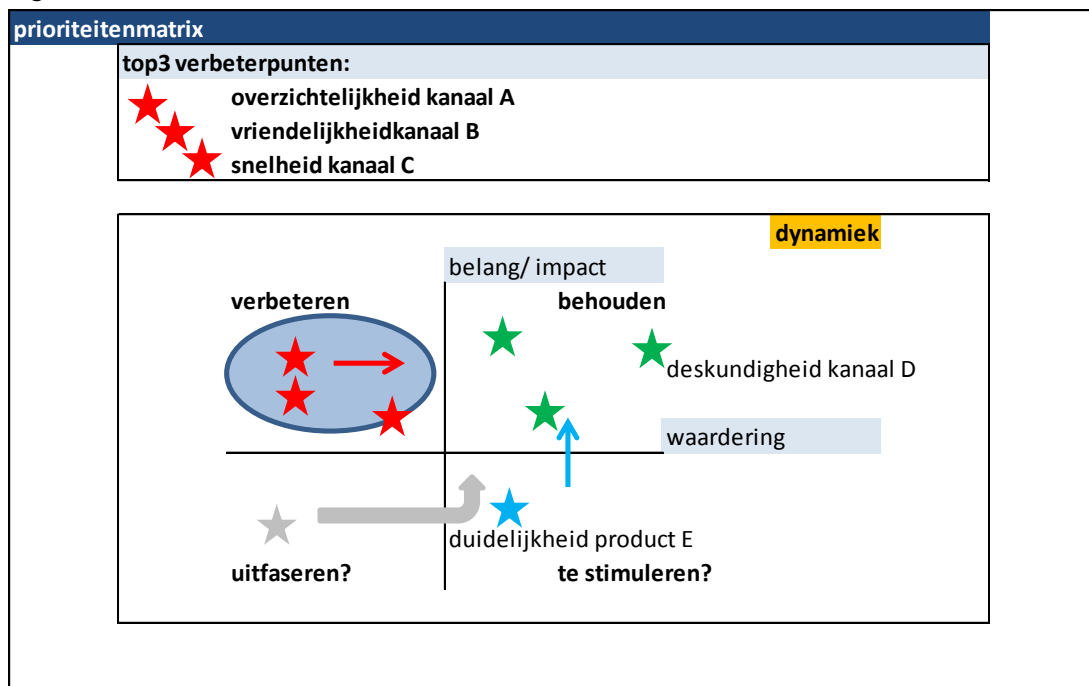 prioriteitenmatrix
top3 verbeterpunten:
overzichtelijkheid kanaal A
vriendelijkheidkanaal B
snelheid kanaal C
dynamiek
belang/ impact
verbeteren
behouden
deskundigheid kanaal D
waardering
duidelijkheid product E
uitfaseren?
te stimuleren?